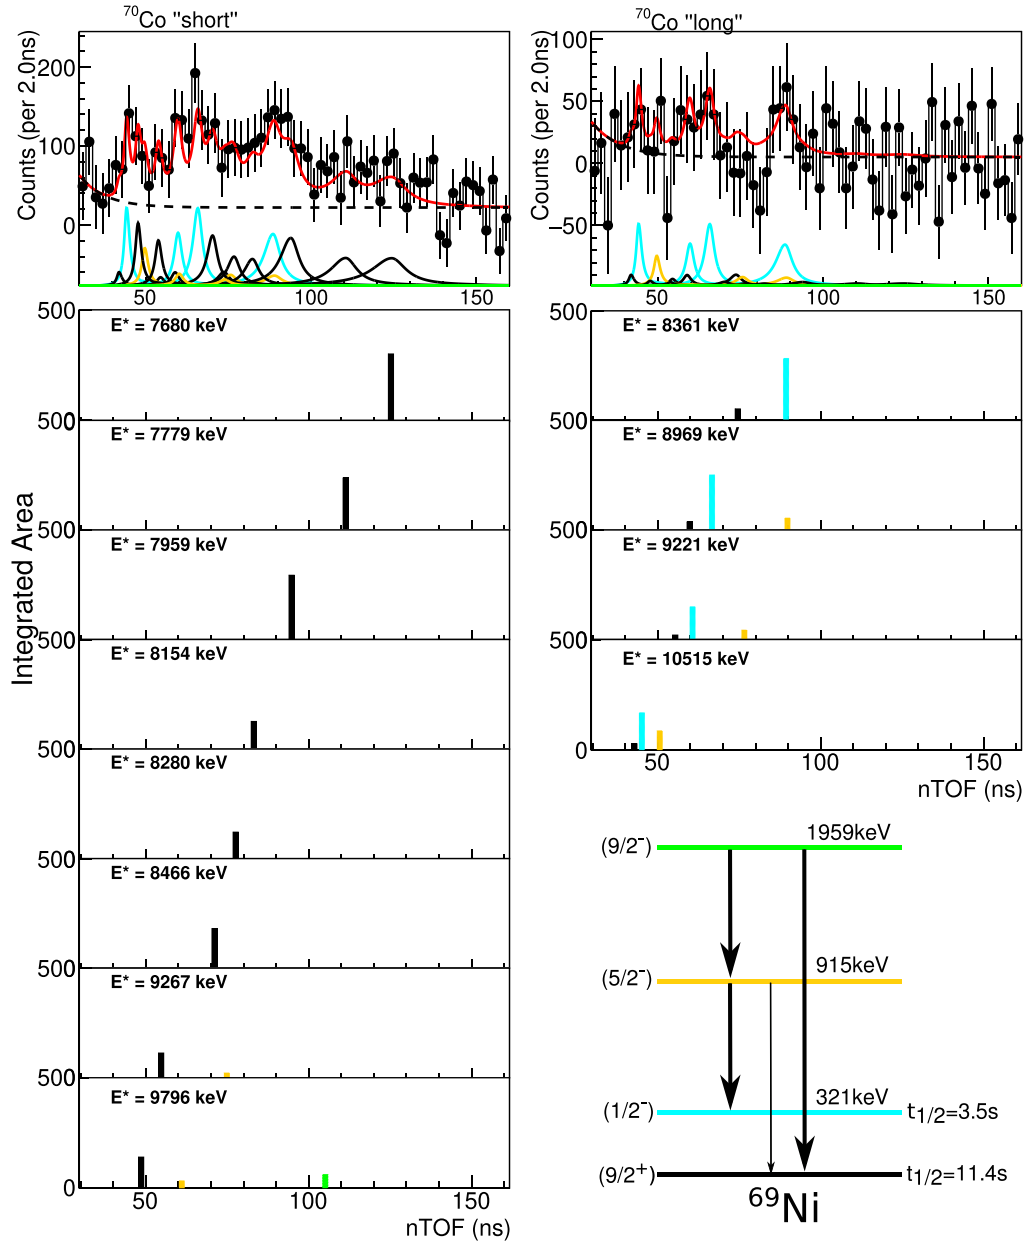 ⁷⁰Co "short"
Counts (per 2.0ns)
200
100
0
50 100 150
⁷⁰Co "long"
Counts (per 2.0ns)
100
50
0
−50
50 100 150
Integrated Area
500
E* = 7680 keV
500
E* = 7779 keV
500
E* = 7959 keV
500
E* = 8154 keV
500
E* = 8280 keV
500
E* = 8466 keV
500
E* = 9267 keV
500
E* = 9796 keV
0
50 100 150
nTOF (ns)
500
E* = 8361 keV
500
E* = 8969 keV
500
E* = 9221 keV
500
E* = 10515 keV
0
50 100 150
nTOF (ns)
(9/2⁻) 1959keV
(5/2⁻) 915keV
(1/2⁻) 321keV t₁/₂=3.5s
(9/2⁺) t₁/₂=11.4s
⁶⁹Ni